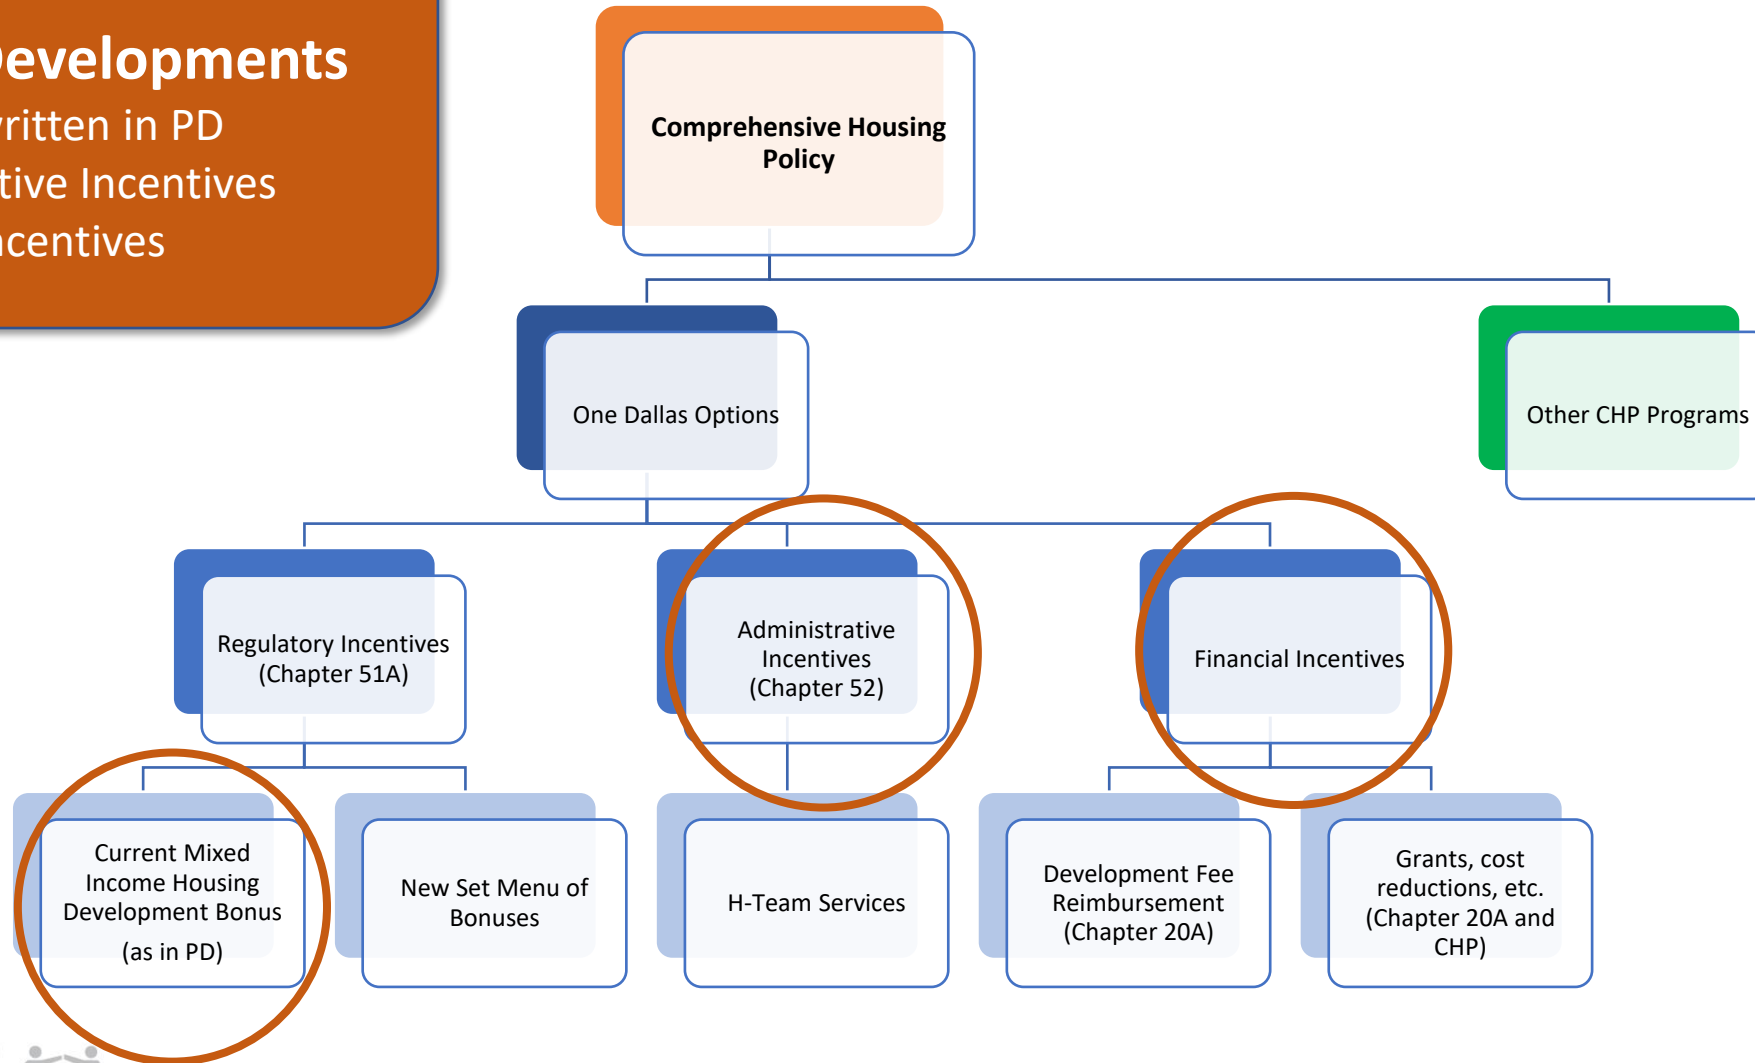 Developments
written in PD
tive Incentives
ncentives
Comprehensive Housing
Policy
One Dallas Options
Other CHP Programs
Regulatory Incentives
(Chapter 51A)
Administrative
Incentives
(Chapter 52)
Financial Incentives
Current Mixed
Income Housing
Development Bonus
(as in PD)
New Set Menu of
Bonuses
H-Team Services
Development Fee
Reimbursement
(Chapter 20A)
Grants, cost
reductions, etc.
(Chapter 20A and
CHP)